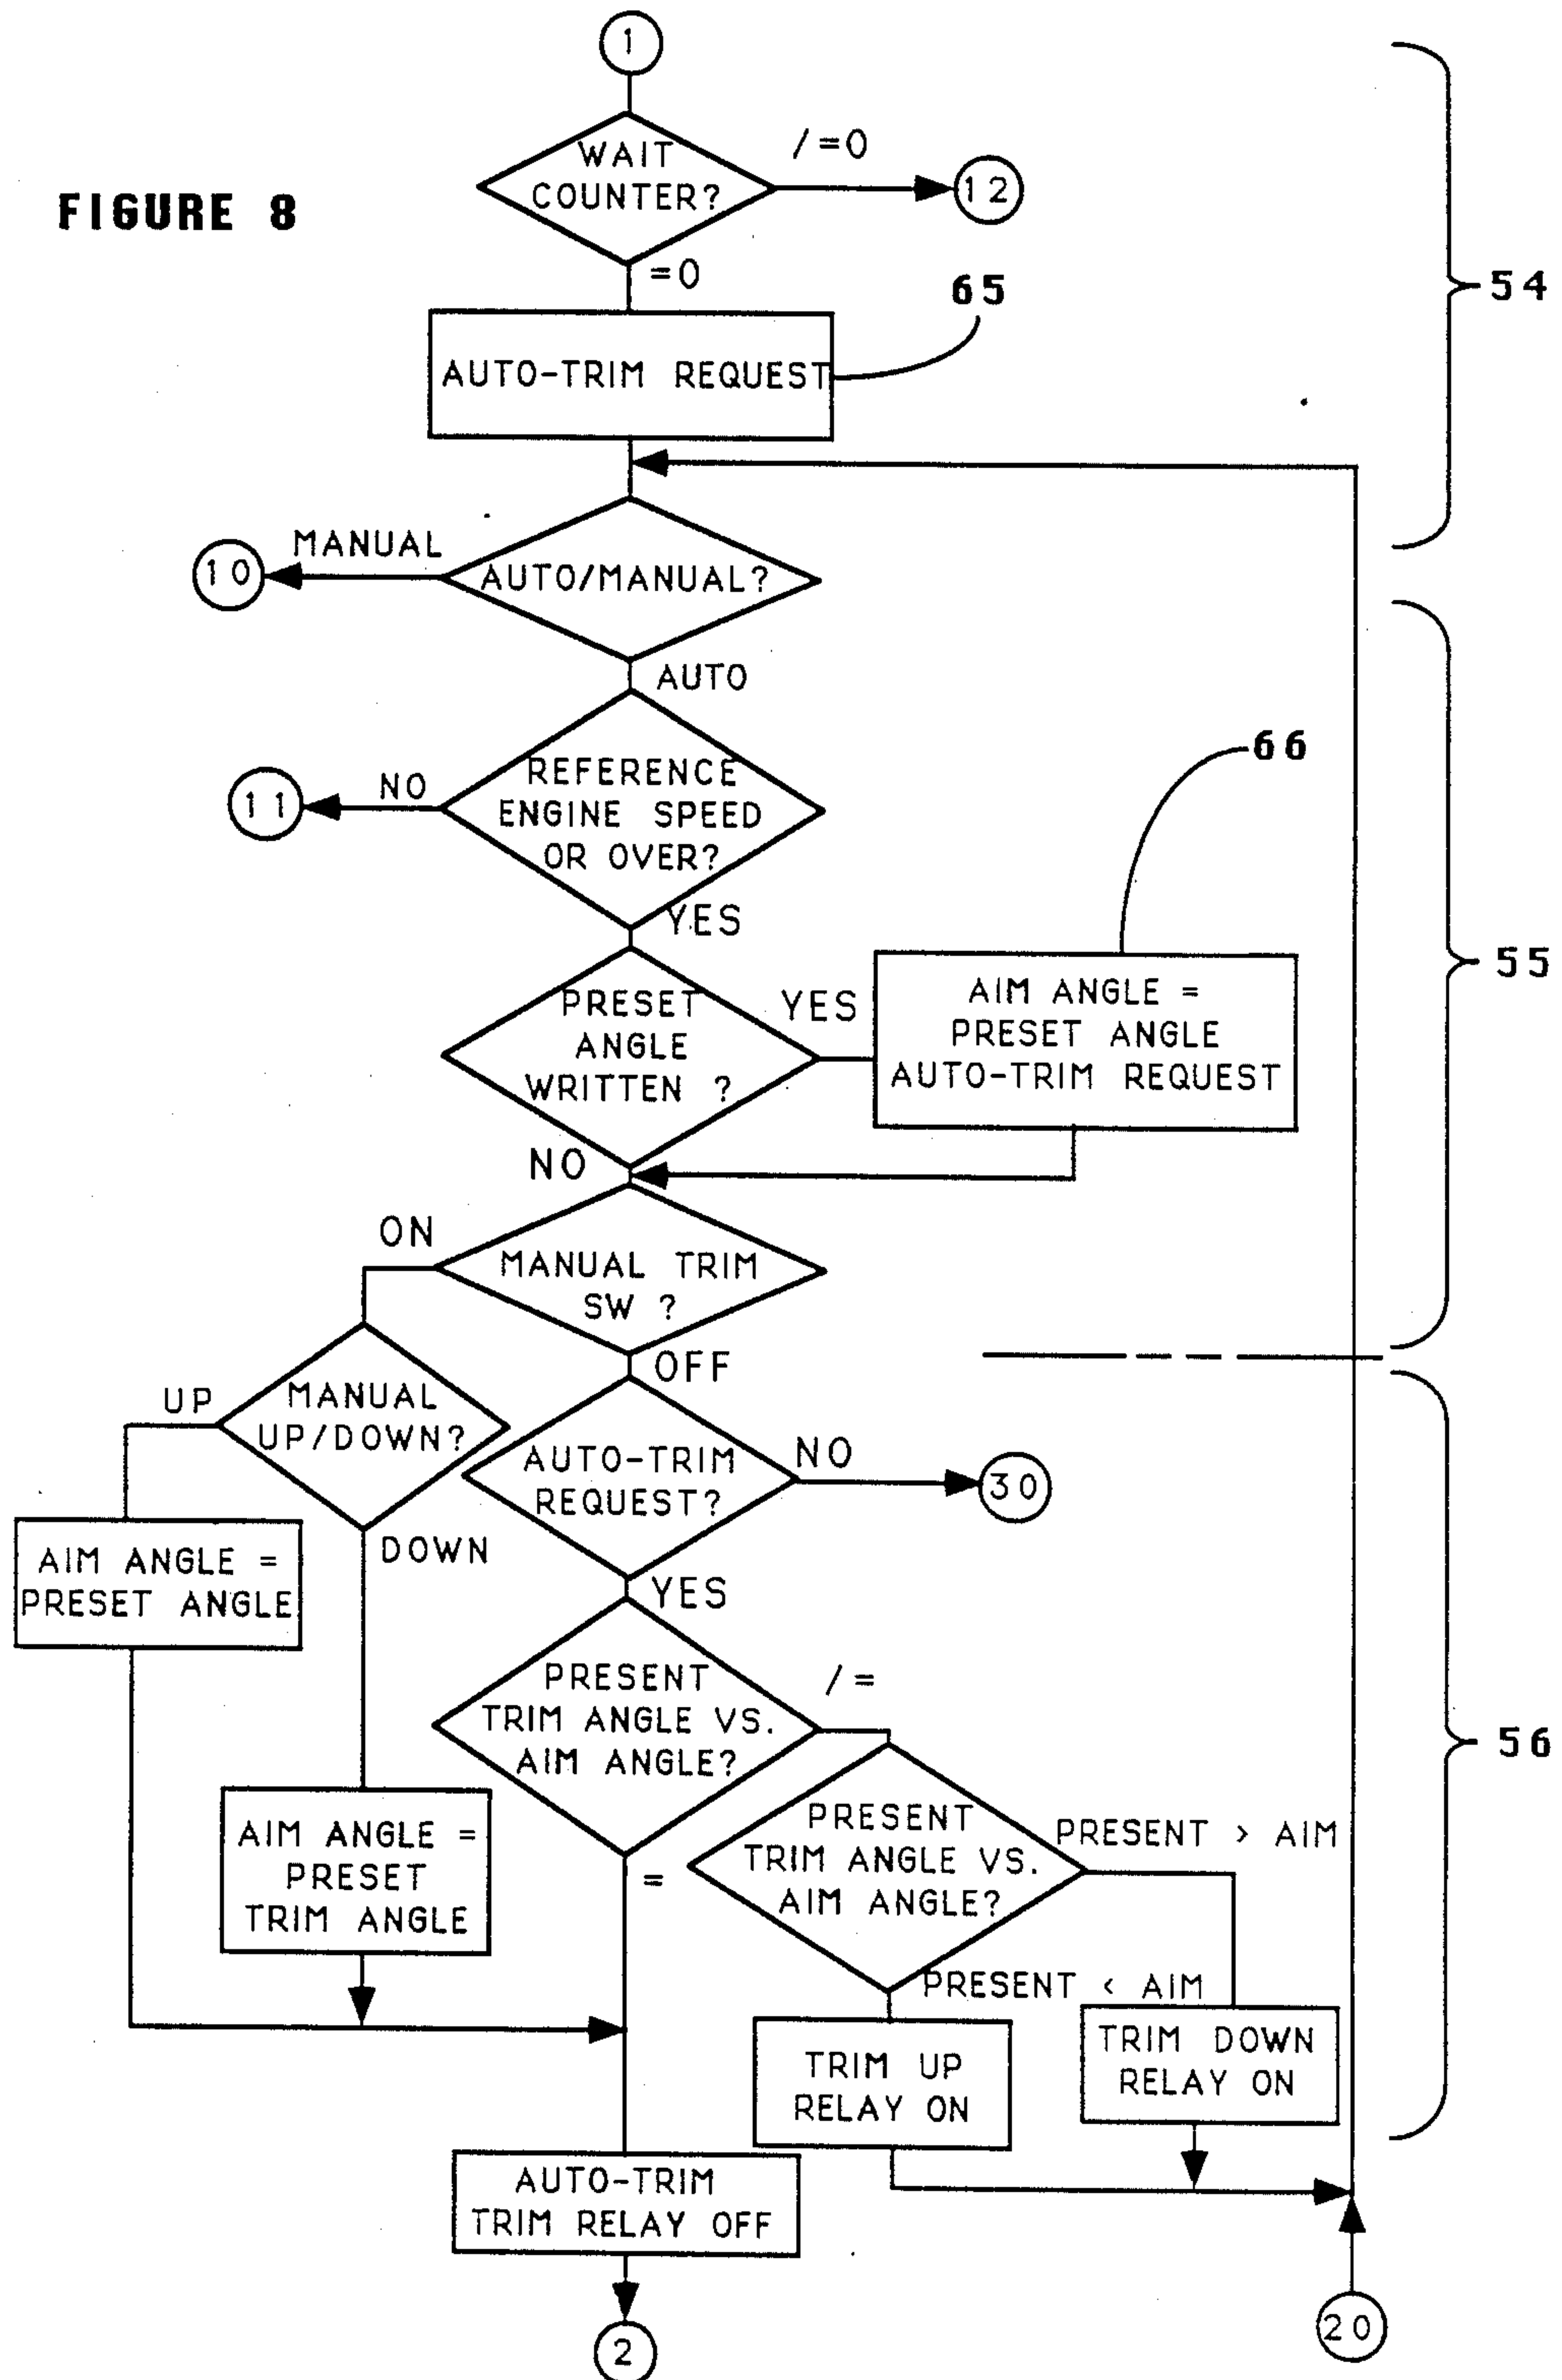 1
WAIT
COUNTER?
/=0
12
FIGURE 8
=0
65
54
AUTO-TRIM REQUEST
MANUAL
10
AUTO/MANUAL?
AUTO
66
REFERENCE
ENGINE SPEED
OR OVER?
NO
11
YES
55
PRESET
ANGLE
WRITTEN ?
YES
AIM ANGLE =
PRESET ANGLE
AUTO-TRIM REQUEST
NO
ON
MANUAL TRIM
SW ?
OFF
UP
MANUAL
UP/DOWN?
AUTO-TRIM
REQUEST?
NO
30
DOWN
AIM ANGLE =
PRESET ANGLE
YES
PRESENT
TRIM ANGLE VS.
AIM ANGLE?
/=
56
=
AIM ANGLE =
PRESET
TRIM ANGLE
PRESENT
TRIM ANGLE VS.
AIM ANGLE?
PRESENT > AIM
PRESENT < AIM
TRIM UP
RELAY ON
TRIM DOWN
RELAY ON
AUTO-TRIM
TRIM RELAY OFF
2
20